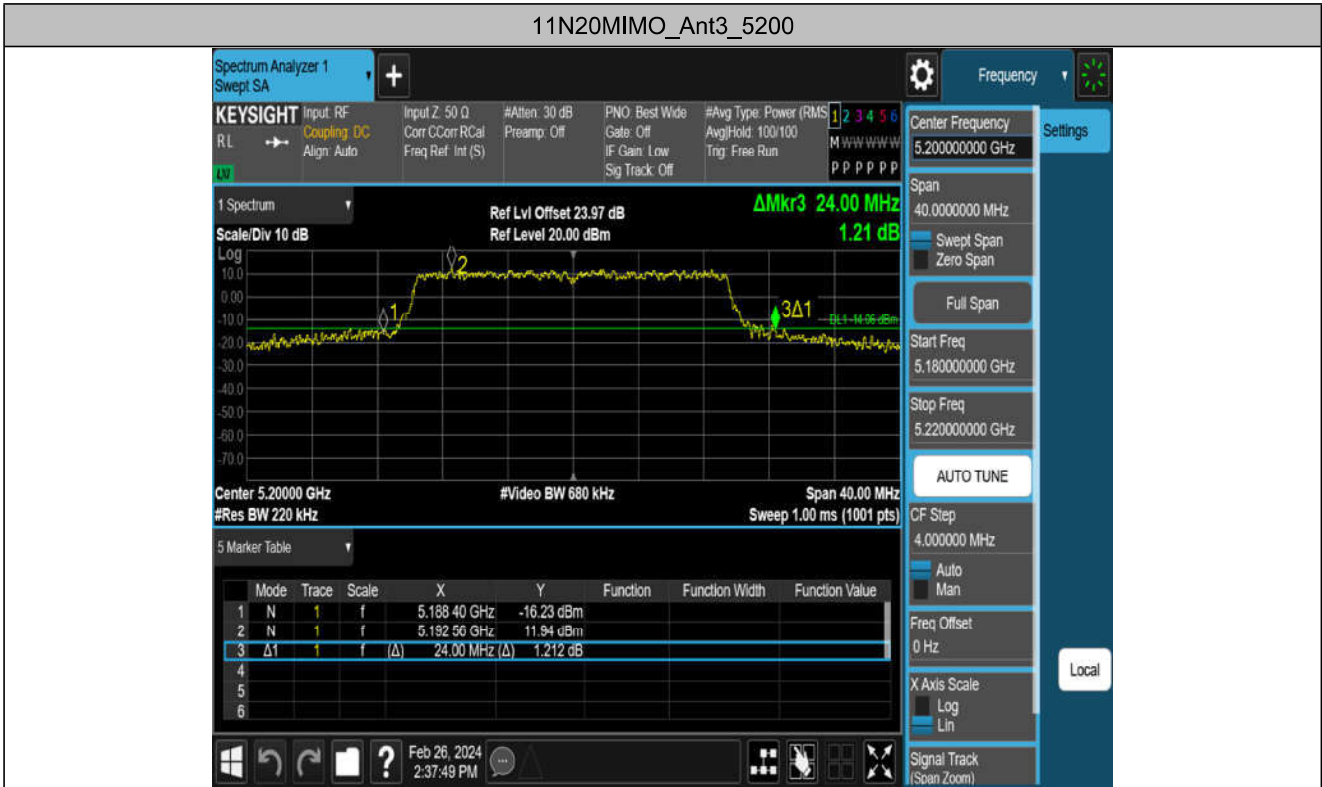 11N20MIMO_Ant3_5200
Spectrum Analyzer 1
Swept SA
Frequency
KEYSIGHT
RL
LXI
Input: RF
Coupling: DC
Align: Auto
Input Z: 50 Ω
Corr CCorr RCal
Freq Ref: Int (S)
#Atten: 30 dB
Preamp: Off
PNO: Best Wide
Gate: Off
IF Gain: Low
Sig Track: Off
#Avg Type: Power (RMS
Avg|Hold: 100/100
Trig: Free Run
1 2 3 4 5 6
M W W W W W
P P P P P P
Center Frequency
5.200000000 GHz
Settings
Span
40.0000000 MHz
Swept Span
Zero Span
Full Span
Start Freq
5.180000000 GHz
Stop Freq
5.220000000 GHz
AUTO TUNE
CF Step
4.000000 MHz
Auto
Man
Freq Offset
0 Hz
X Axis Scale
Log
Lin
Signal Track
(Span Zoom)
Local
1 Spectrum
Scale/Div 10 dB
Ref Lvl Offset 23.97 dB
Ref Level 20.00 dBm
ΔMkr3 24.00 MHz
1.21 dB
Log
10.0
0.00
-10.0
-20.0
-30.0
-40.0
-50.0
-60.0
-70.0
1
2
3Δ1
DL1 -14.06 dBm
Center 5.20000 GHz
#Res BW 220 kHz
#Video BW 680 kHz
Span 40.00 MHz
Sweep 1.00 ms (1001 pts)
5 Marker Table
Mode Trace Scale X Y Function Function Width Function Value
1 N 1 f 5.188 40 GHz -16.23 dBm
2 N 1 f 5.192 56 GHz 11.94 dBm
3 Δ1 1 f (Δ) 24.00 MHz (Δ) 1.212 dB
4
5
6
?
Feb 26, 2024
2:37:49 PM